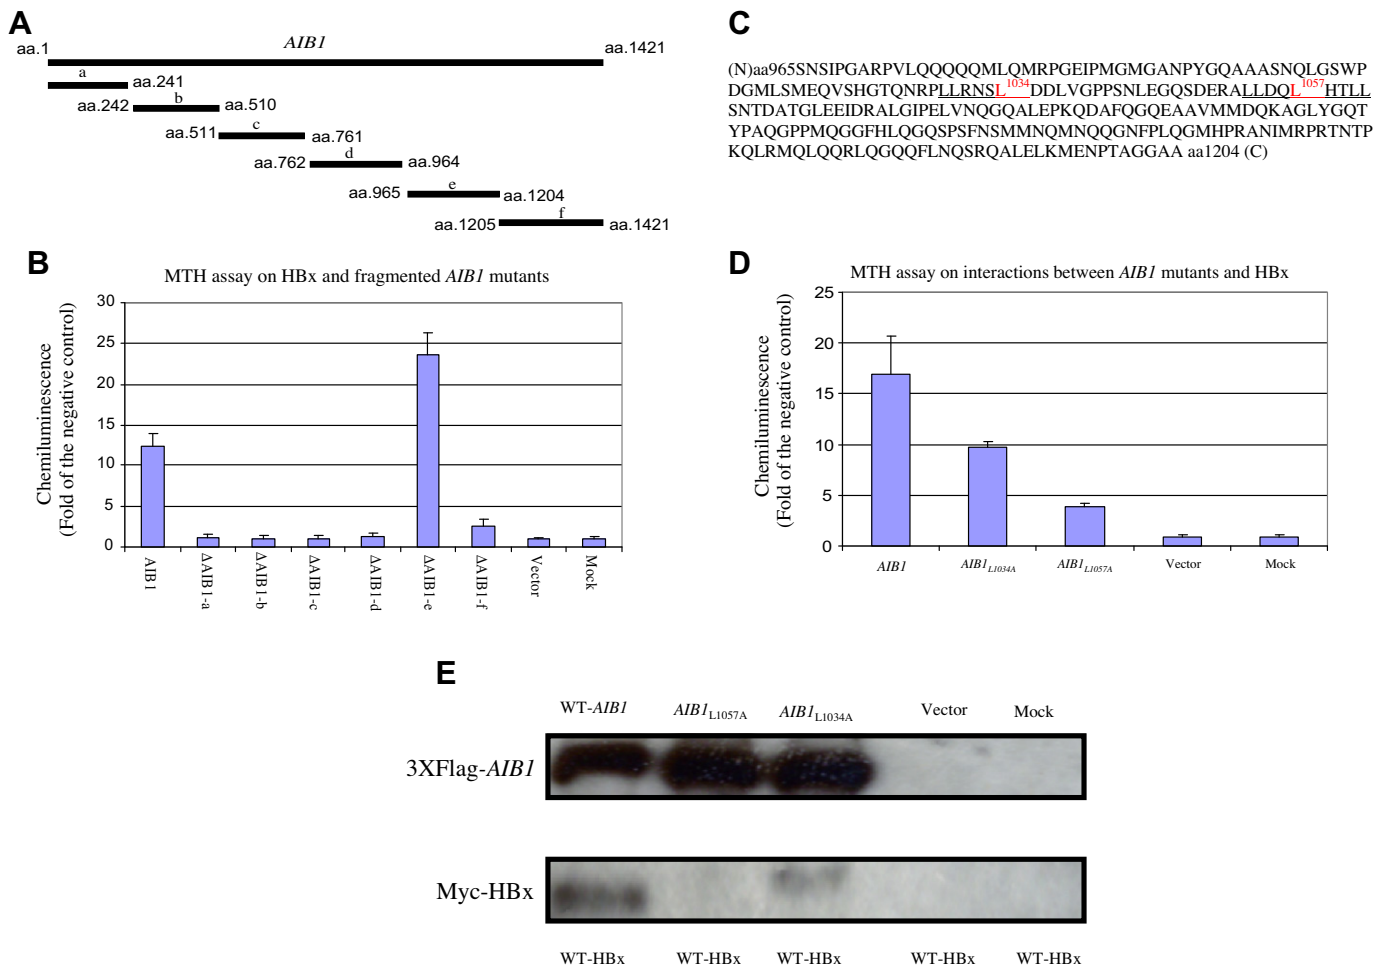 A
AIB1
aa.1
aa.1421
a
aa.241
aa.242
b
aa.510
aa.511
c
aa.761
aa.762
d
aa.964
aa.965
e
aa.1204
aa.1205
f
aa.1421
C
(N)aa965SNSIPGARPVLQQQQQMLQMRPGEIPMGMGANPYGQAAASNQLGSWP
DGMLSMEQVSHGTQNRPLLRNSL1034DDLVGPPSNLEGQSDERALLDQL1057HTLL
SNTDATGLEEIDRALGIPELVNQGQALEPKQDAFQGQEAAVMMDQKAGLYGQT
YPAQGPPMQGGFHLQGQSPSFNSMMNQMNQQGNFPLQGMHPRANIMRPRTNTP
KQLRMQLQQRLQGQQFLNQSRQALELKMENPTAGGAA aa1204 (C)
B
MTH assay on HBx and fragmented AIB1 mutants
Chemiluminescence
(Fold of the negative control)
30
25
20
15
10
5
0
AIB1
ΔAIB1-a
ΔAIB1-b
ΔAIB1-c
ΔAIB1-d
ΔAIB1-e
ΔAIB1-f
Vector
Mock
D
MTH assay on interactions between AIB1 mutants and HBx
Chemiluminescence
(Fold of the negative control)
25
20
15
10
5
0
AIB1
AIB1L1034A
AIB1L1057A
Vector
Mock
E
WT-AIB1
AIB1L1057A
AIB1L1034A
Vector
Mock
3XFlag-AIB1
Myc-HBx
WT-HBx
WT-HBx
WT-HBx
WT-HBx
WT-HBx